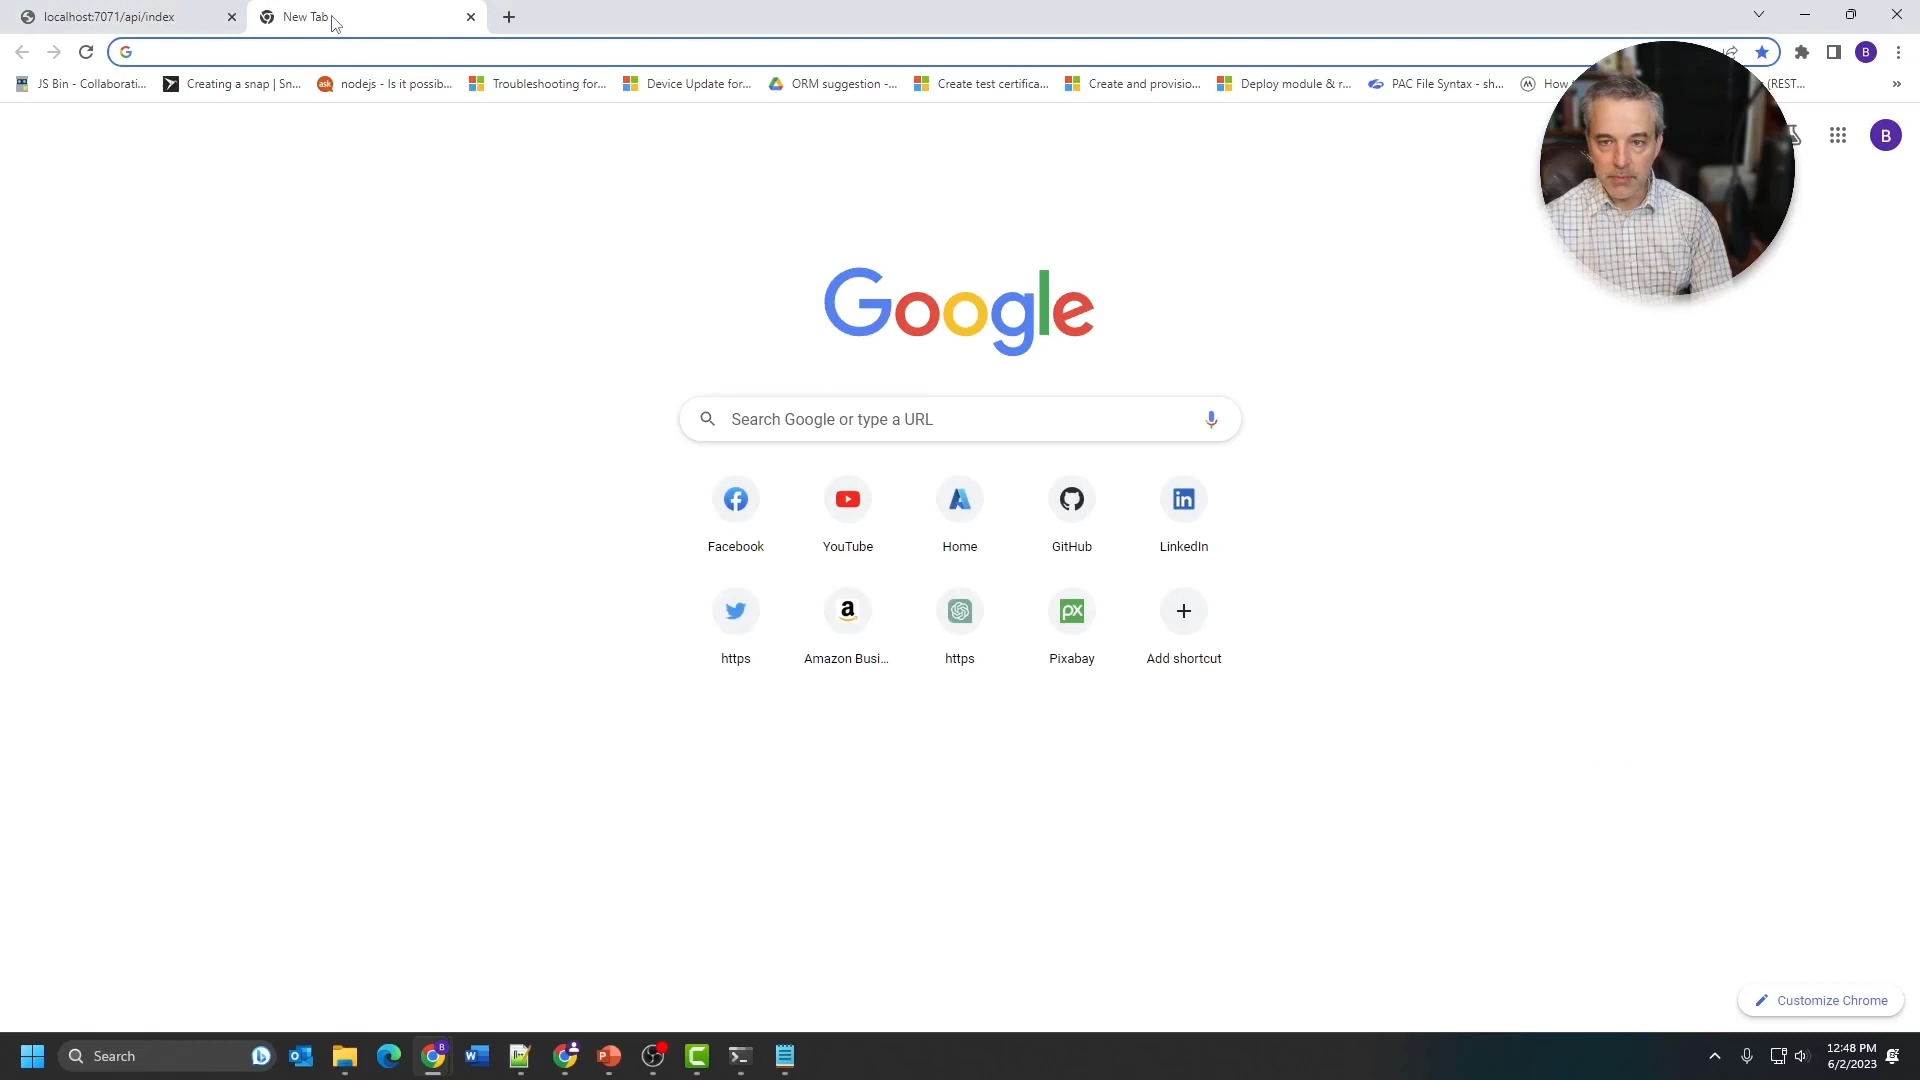 localhost:7071/api/index
New Tab
JS Bin - Collaborati...
Creating a snap | Sn...
ask
nodejs - Is it possib...
Troubleshooting for...
Device Update for...
ORM suggestion -...
Create test certifica...
Create and provisio...
Deploy module & r...
PAC File Syntax - sh...
How
(REST...
B
B
Google
Search Google or type a URL
Facebook
YouTube
Home
GitHub
LinkedIn
https
Amazon Busi...
https
Pixabay
Add shortcut
Customize Chrome
Search
12:48 PM
6/2/2023